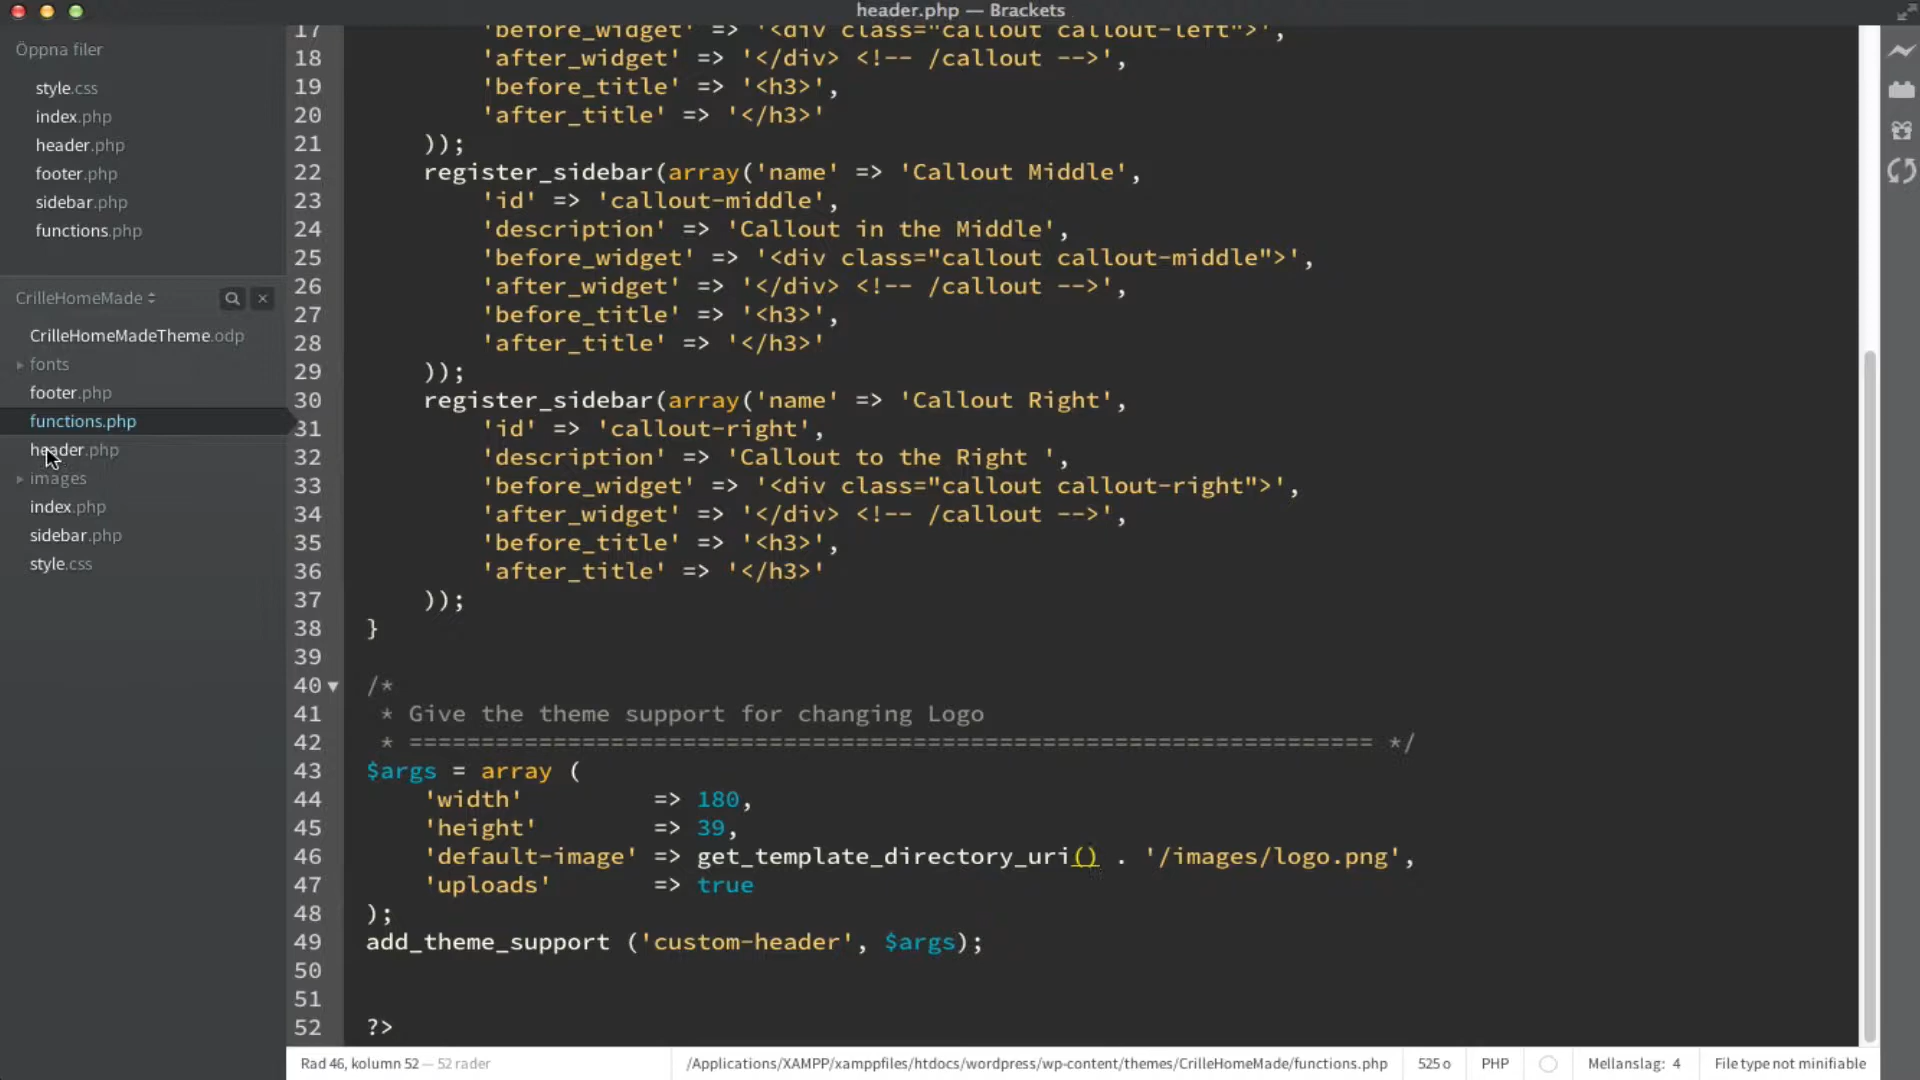 header.php — Brackets
Öppna filer
style.css
index.php
header.php
footer.php
sidebar.php
functions.php
CrilleHomeMade
CrilleHomeMadeTheme.odp
fonts
footer.php
functions.php
header.php
images
index.php
sidebar.php
style.css
17 'before_widget' => '<div class="callout callout-left">',
18 'after_widget' => '</div> <!-- /callout -->',
19 'before_title' => '<h3>',
20 'after_title' => '</h3>'
21 ));
22 register_sidebar(array('name' => 'Callout Middle',
23 'id' => 'callout-middle',
24 'description' => 'Callout in the Middle',
25 'before_widget' => '<div class="callout callout-middle">',
26 'after_widget' => '</div> <!-- /callout -->',
27 'before_title' => '<h3>',
28 'after_title' => '</h3>'
29 ));
30 register_sidebar(array('name' => 'Callout Right',
31 'id' => 'callout-right',
32 'description' => 'Callout to the Right ',
33 'before_widget' => '<div class="callout callout-right">',
34 'after_widget' => '</div> <!-- /callout -->',
35 'before_title' => '<h3>',
36 'after_title' => '</h3>'
37 ));
38 }
39
40 /*
41 * Give the theme support for changing Logo
42 * =================================================================== */
43 $args = array (
44 'width' => 180,
45 'height' => 39,
46 'default-image' => get_template_directory_uri() . '/images/logo.png',
47 'uploads' => true
48 );
49 add_theme_support ('custom-header', $args);
50
51
52 ?>
Rad 46, kolumn 52 — 52 rader
/Applications/XAMPP/xamppfiles/htdocs/wordpress/wp-content/themes/CrilleHomeMade/functions.php
525 o
PHP
Mellanslag: 4
File type not minifiable